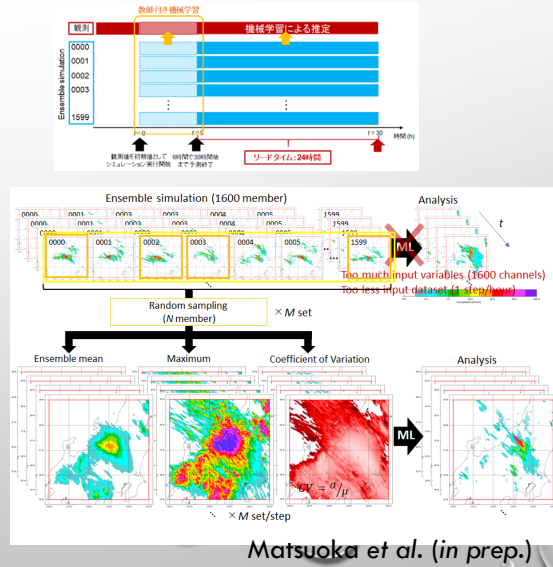 教師付き機械学習
観測
機械学習による推定
Ensemble simulation
0000
0001
0002
0003
⋮
1599
t=0
t=6
t=30
時間(h)
観測値を初期値として
シミュレーション実行開始
6時間で30時間後
まで予測終了
リードタイム: 24時間
Ensemble simulation (1600 member)
Analysis
0000 0001 0002 0003 0004 0005 ... 1599
t
ML
Too much input variables (1600 channels)
Too less input dataset (1 step/hour)
Random sampling
(N member)
× M set
Ensemble mean
Maximum
Coefficient of Variation
Analysis
CV = σ/μ
ML
× M set/step
Matsuoka et al. (in prep.)